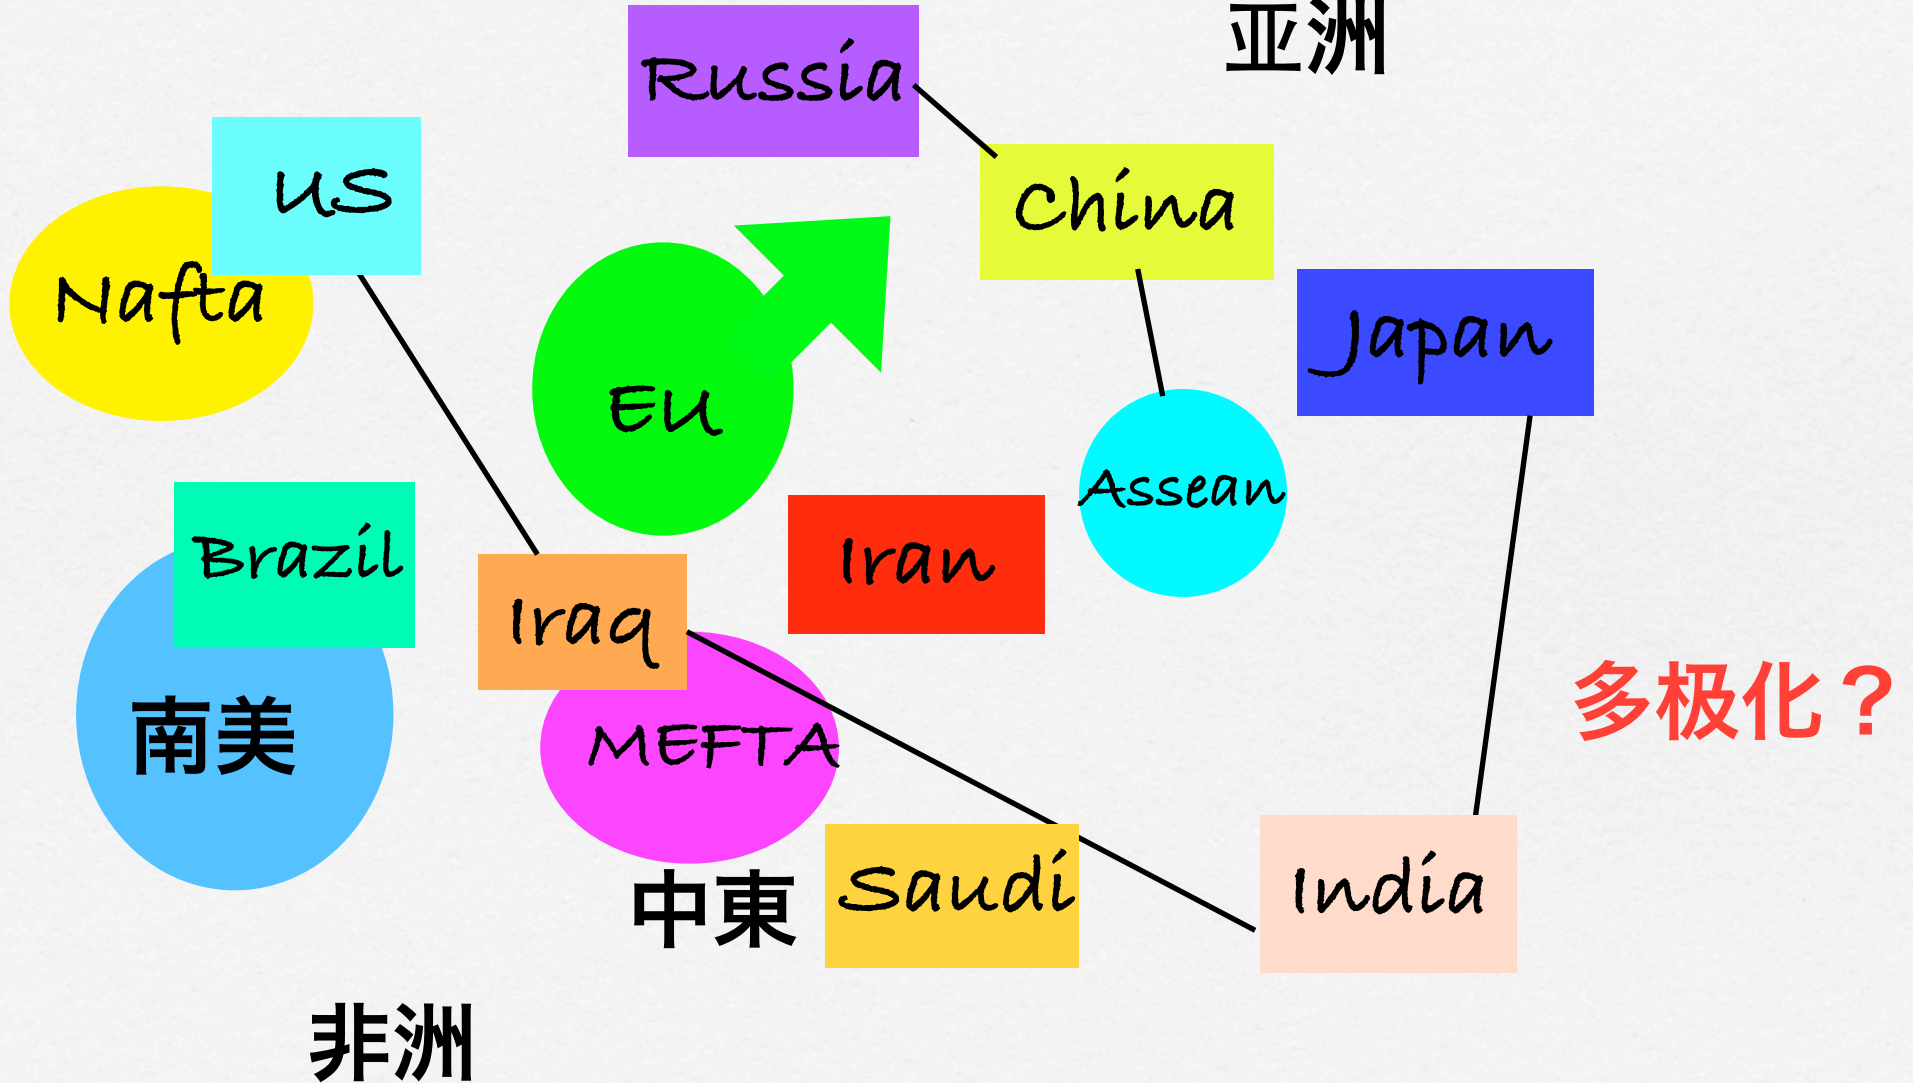 亚洲
Russia
US
China
Nafta
Japan
EU
Assean
Brazil
Iran
Iraq
多极化？
南美
MEFTA
Saudi
India
中東
非洲